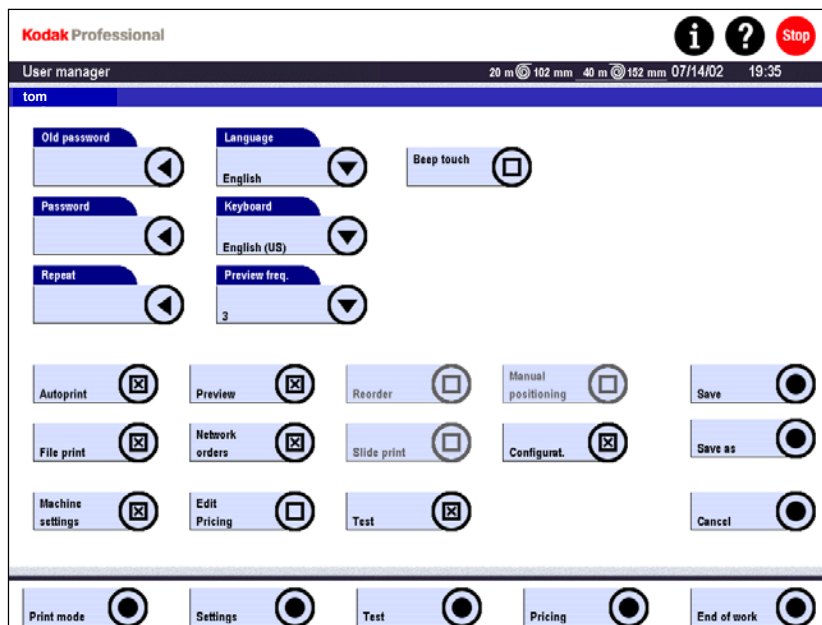 Kodak Professional
i ? Stop
User manager 20 m 102 mm 40 m 152 mm 07/14/02 19:35
tom
Old password
Language
English
Beep touch
Password
Keyboard
English (US)
Repeat
Preview freq.
3
Autoprint
Preview
Reorder
Manual
positioning
Save
File print
Network
orders
Slide print
Configurat.
Save as
Machine
settings
Edit
Pricing
Test
Cancel
Print mode
Settings
Test
Pricing
End of work